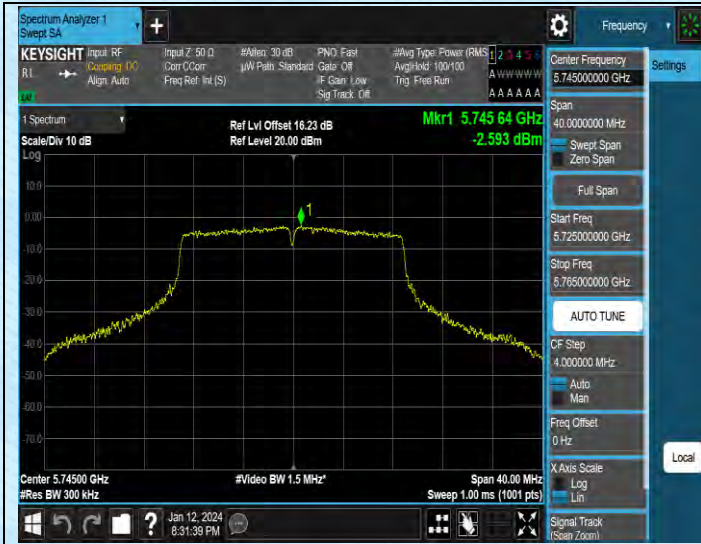 Spectrum Analyzer 1
Swept SA
Frequency
Settings
KEYSIGHT
R L
Input: RF
Coupling: DC
Align: Auto
Input Z: 50 Ω
Corr CCorr
Freq Ref: Int (S)
#Atten: 30 dB
µW Path: Standard
PNO: Fast
Gate: Off
IF Gain: Low
Sig Track: Off
#Avg Type: Power (RMS
Avg|Hold: 100/100
Trig: Free Run
1 2 3 4 5 6
A W W W W W
A A A A A A
1 Spectrum
Scale/Div 10 dB
Log
Ref Lvl Offset 16.23 dB
Ref Level 20.00 dBm
Mkr1 5.745 64 GHz
-2.593 dBm
10.0
0.00
-10.0
-20.0
-30.0
-40.0
-50.0
-60.0
-70.0
1
Center 5.74500 GHz
#Res BW 300 kHz
#Video BW 1.5 MHz*
Span 40.00 MHz
Sweep 1.00 ms (1001 pts)
Jan 12, 2024
8:31:39 PM
Center Frequency
5.745000000 GHz
Span
40.0000000 MHz
Swept Span
Zero Span
Full Span
Start Freq
5.725000000 GHz
Stop Freq
5.765000000 GHz
AUTO TUNE
CF Step
4.000000 MHz
Auto
Man
Freq Offset
0 Hz
X Axis Scale
Log
Lin
Signal Track
(Span Zoom)
Local